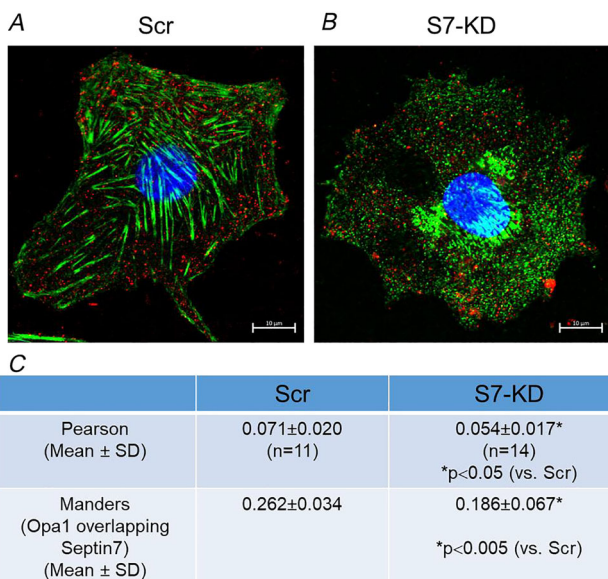 A Scr
B S7-KD
10 µm
10 µm
C
Scr S7-KD
Pearson
(Mean ± SD)
0.071±0.020
(n=11)
0.054±0.017*
(n=14)
*p<0.05 (vs. Scr)
Manders
(Opa1 overlapping
Septin7)
(Mean ± SD)
0.262±0.034
0.186±0.067*
*p<0.005 (vs. Scr)